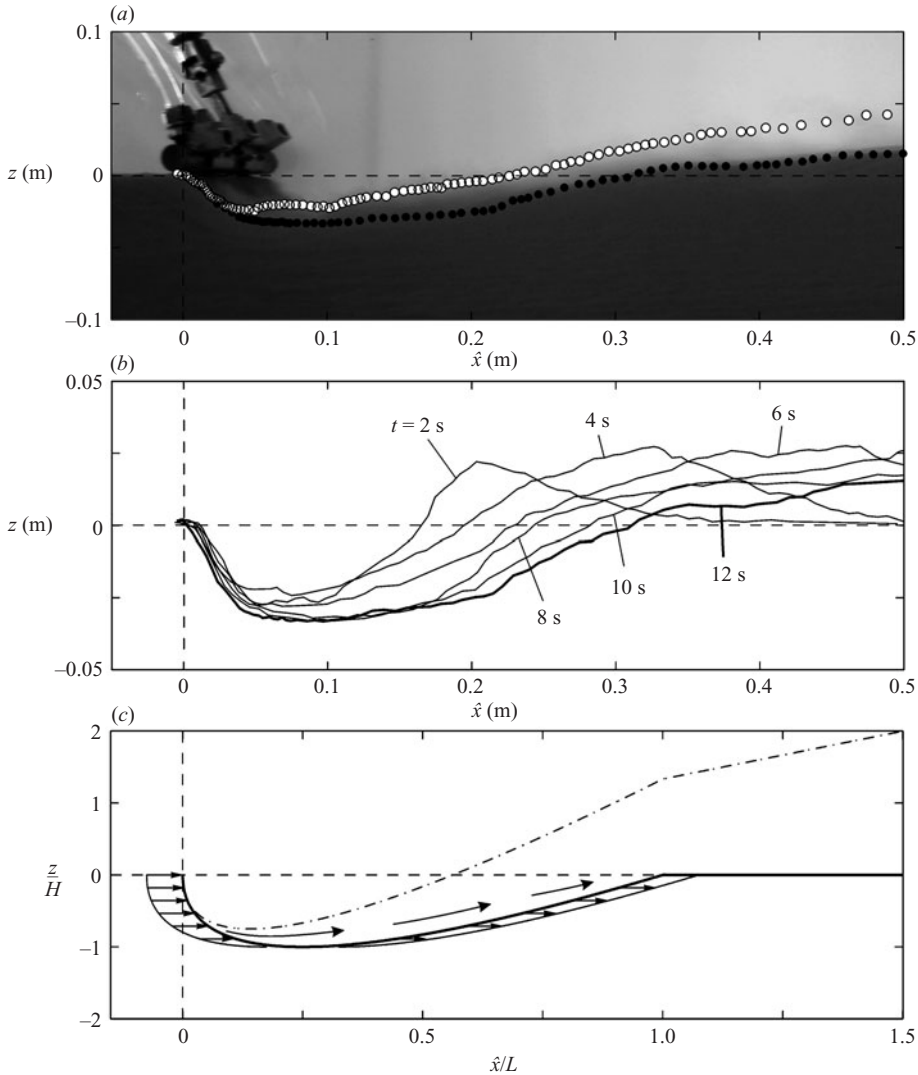 (a)
0.1
z (m)
0
–0.1
0 0.1 0.2 0.3 0.4 0.5
x̂ (m)
(b)
0.05
t = 2 s
4 s
6 s
z (m)
0
8 s
10 s
12 s
–0.05
0 0.1 0.2 0.3 0.4 0.5
x̂ (m)
(c)
2
1
z
H
0
–1
–2
0 0.5 1.0 1.5
x̂/L